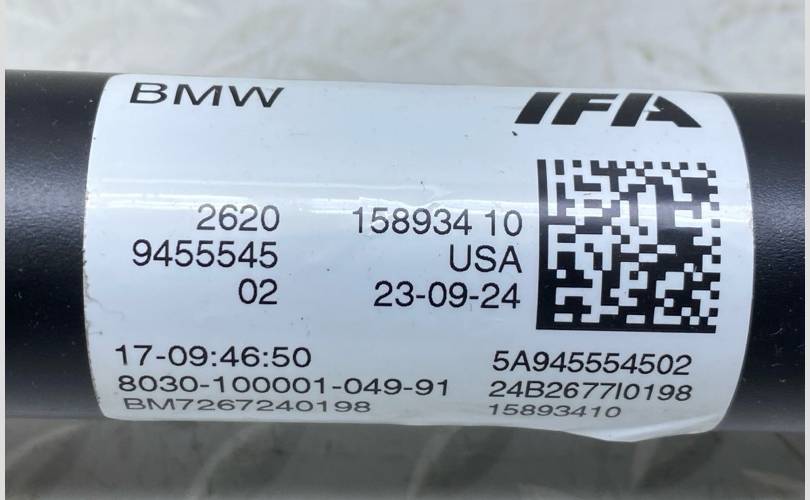 BMW IFA
2620 158934 10
9455545 USA
02 23-09-24
17-09:46:50 5A945554502
8030-100001-049-91 24B2677I0198
BM7267240198 15893410